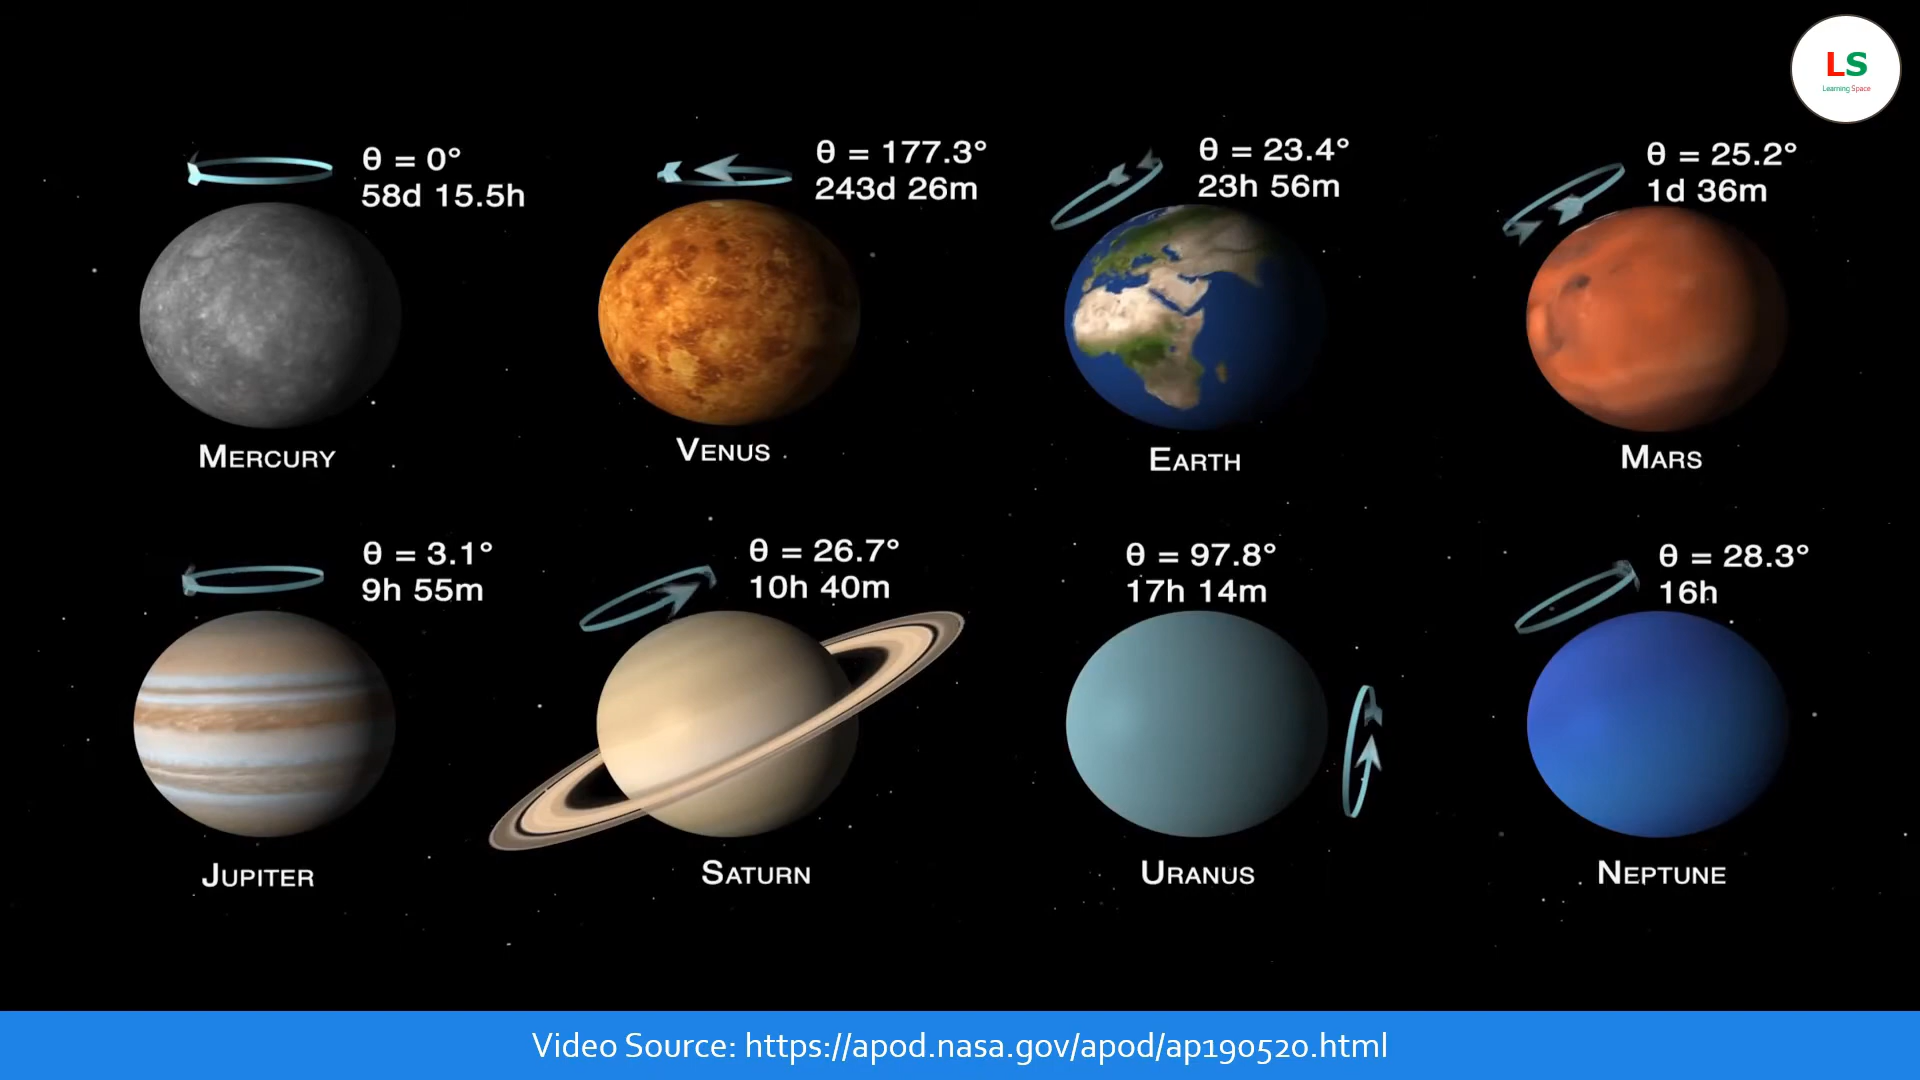 LS
Learning Space
θ = 0°
58d 15.5h
θ = 177.3°
243d 26m
θ = 23.4°
23h 56m
θ = 25.2°
1d 36m
Mercury
Venus
Earth
Mars
θ = 3.1°
9h 55m
θ = 26.7°
10h 40m
θ = 97.8°
17h 14m
θ = 28.3°
16h
Jupiter
Saturn
Uranus
Neptune
Video Source: https://apod.nasa.gov/apod/ap190520.html